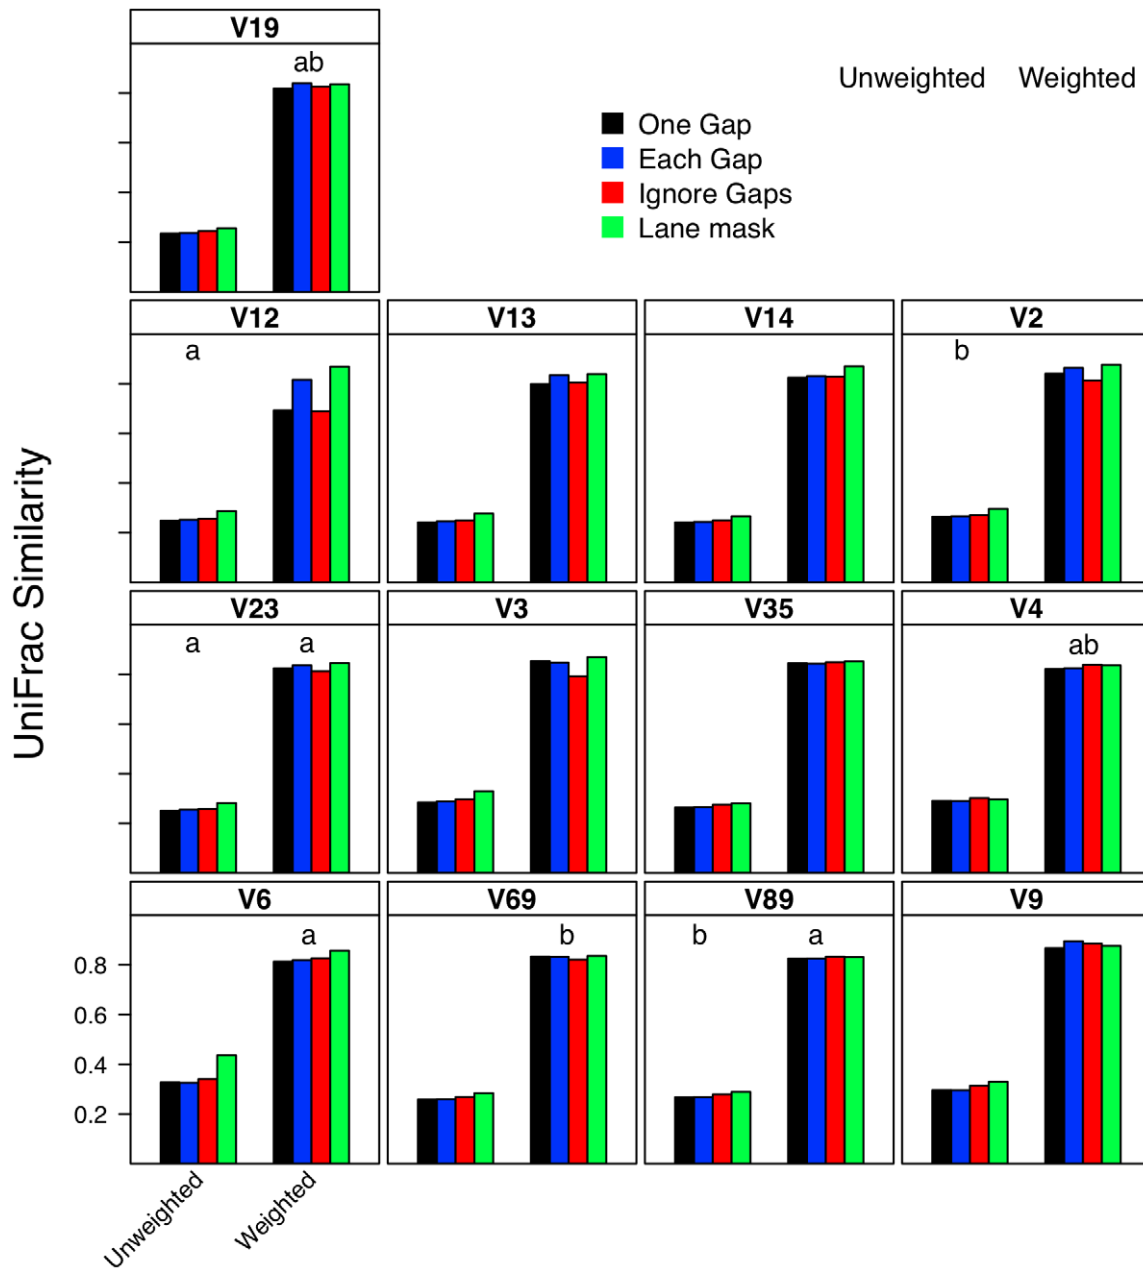 V19
ab
Unweighted Weighted
One Gap
Each Gap
Ignore Gaps
Lane mask
V12 V13 V14 V2
a b
UniFrac Similarity
V23 V3 V35 V4
a a ab
V6 V69 V89 V9
a b b a
0.8
0.6
0.4
0.2
Unweighted Weighted